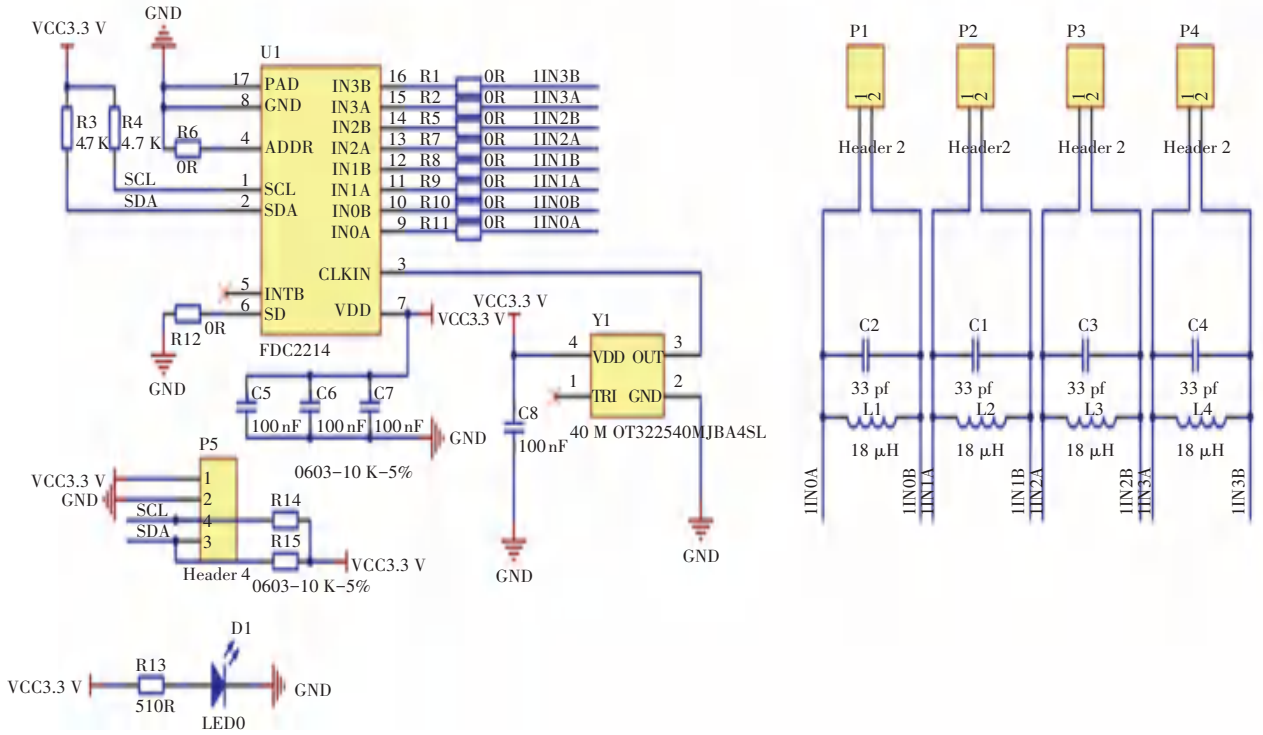 GND
VCC3.3 V
U1
17 PAD
8 GND
4 ADDR
1 SCL
2 SDA
5 INTB
6 SD
IN3B 16 R1 0R 1IN3B
IN3A 15 R2 0R 1IN3A
IN2B 14 R5 0R 1IN2B
IN2A 13 R7 0R 1IN2A
IN1B 12 R8 0R 1IN1B
IN1A 11 R9 0R 1IN1A
IN0B 10 R10 0R 1IN0B
IN0A 9 R11 0R 1IN0A
CLKIN 3
VDD 7
VCC3.3 V
FDC2214
R3
4.7 K
R4
4.7 K
R6
0R
SCL
SDA
R12
0R
GND
C5
100 nF
C6
100 nF
C7
100 nF
GND
0603-10 K-5%
VCC3.3 V
Y1
4 VDD OUT 3
1 TRI GND 2
40 M OT322540MJBA4SL
C8
100 nF
GND
GND
P5
VCC3.3 V 1
GND 2
SCL 4
SDA 3
Header 4
R14
R15
VCC3.3 V
0603-10 K-5%
D1
VCC3.3 V
R13
510R
LED0
GND
P1
1 2
Header 2
P2
1 2
Header2
P3
1 2
Header 2
P4
1 2
Header 2
C2
33 pf
L1
18 μH
C1
33 pf
L2
18 μH
C3
33 pf
L3
18 μH
C4
33 pf
L4
18 μH
1IN0A
1IN0B
1IN1A
1IN1B
1IN2A
1IN2B
1IN3A
1IN3B